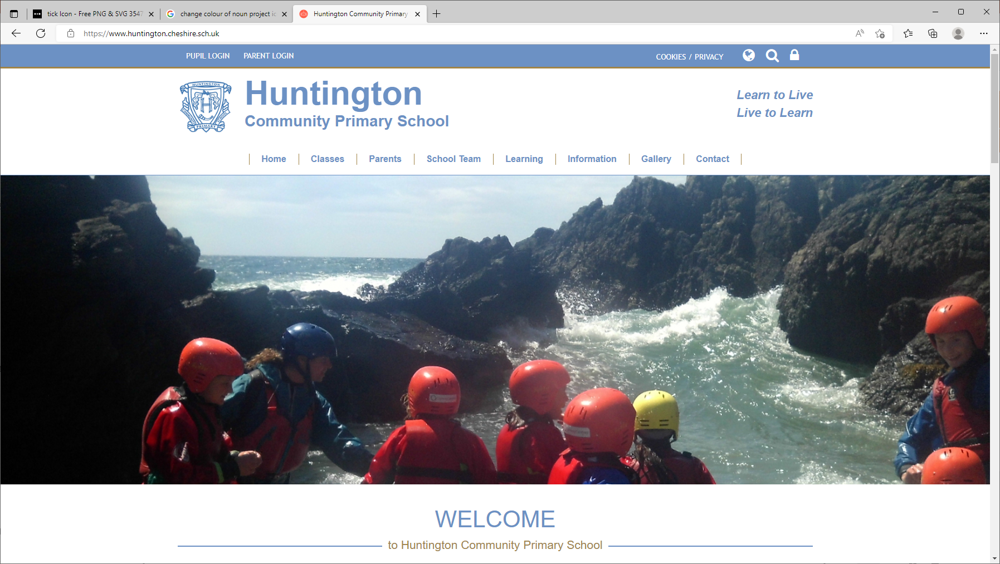 tick Icon - Free PNG & SVG 3547
change colour of noun project ic
Huntington Community Primary
https://www.huntington.cheshire.sch.uk
PUPIL LOGIN
PARENT LOGIN
COOKIES / PRIVACY
HUNTINGTON
H
COMMUNITY
PRIMARY
SCHOOL
Huntington
Community Primary School
Learn to Live
Live to Learn
Home
Classes
Parents
School Team
Learning
Information
Gallery
Contact
WELCOME
to Huntington Community Primary School